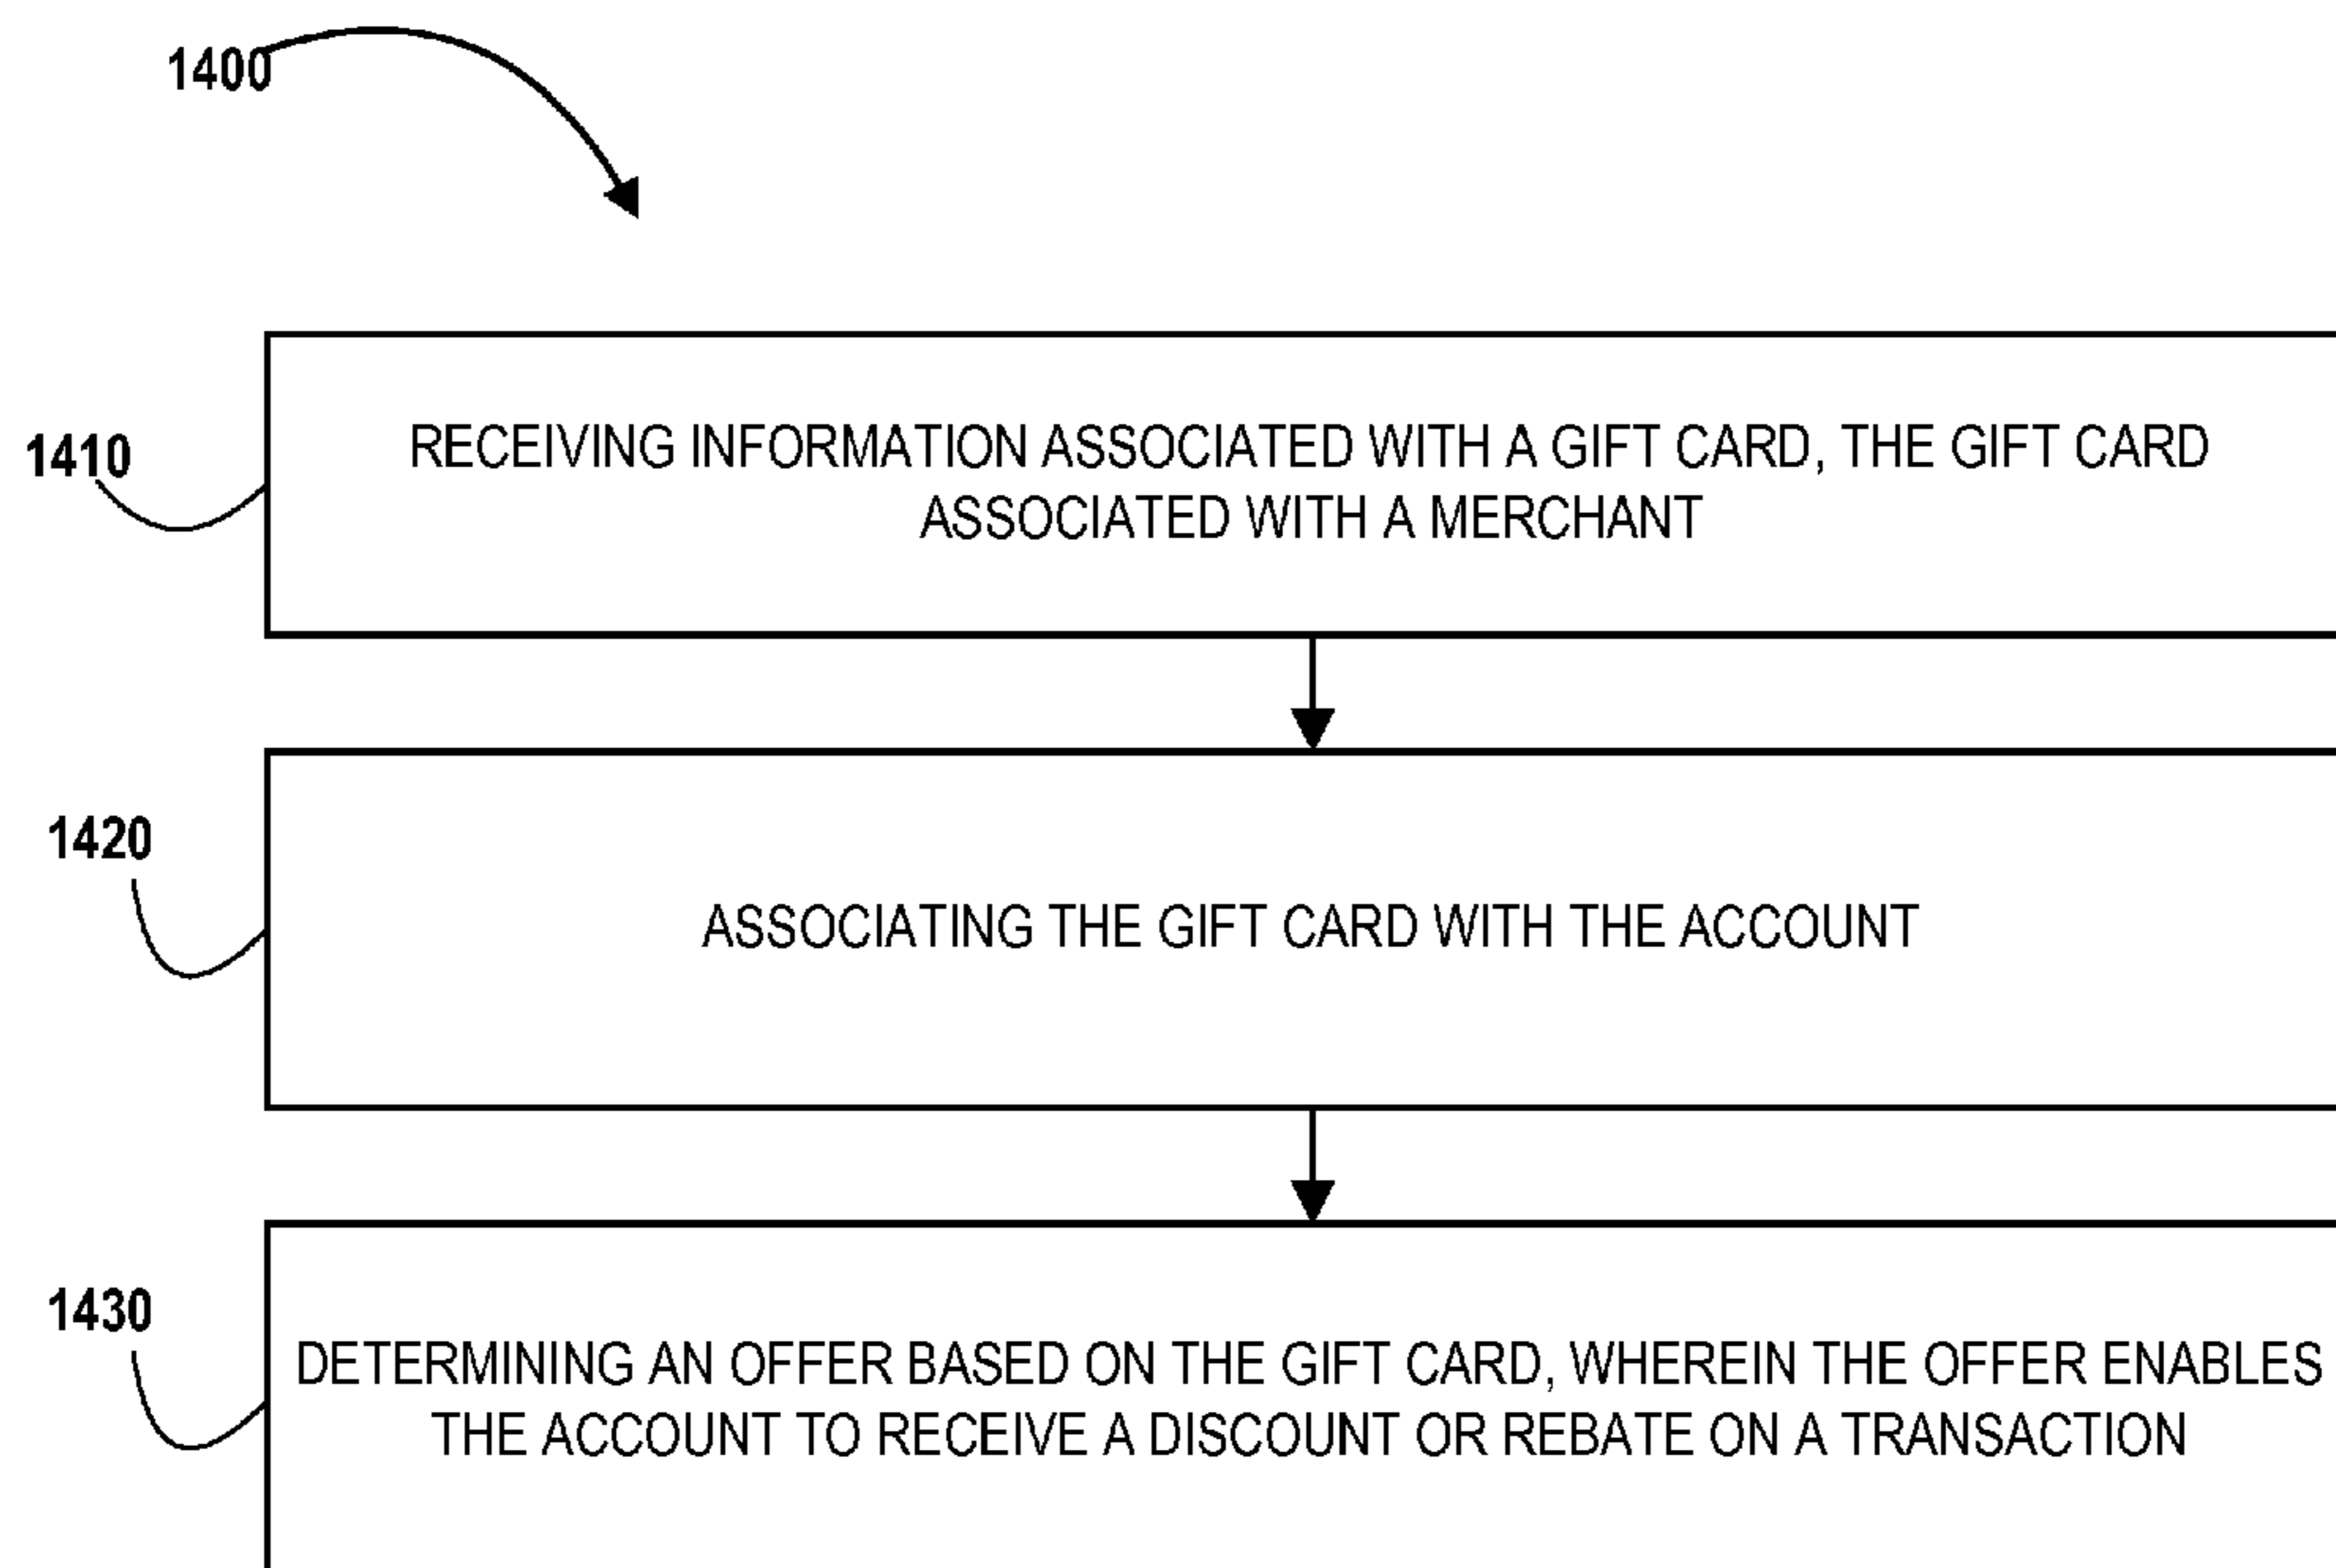 1400
1410
RECEIVING INFORMATION ASSOCIATED WITH A GIFT CARD, THE GIFT CARD
ASSOCIATED WITH A MERCHANT
1420
ASSOCIATING THE GIFT CARD WITH THE ACCOUNT
1430
DETERMINING AN OFFER BASED ON THE GIFT CARD, WHEREIN THE OFFER ENABLES
THE ACCOUNT TO RECEIVE A DISCOUNT OR REBATE ON A TRANSACTION